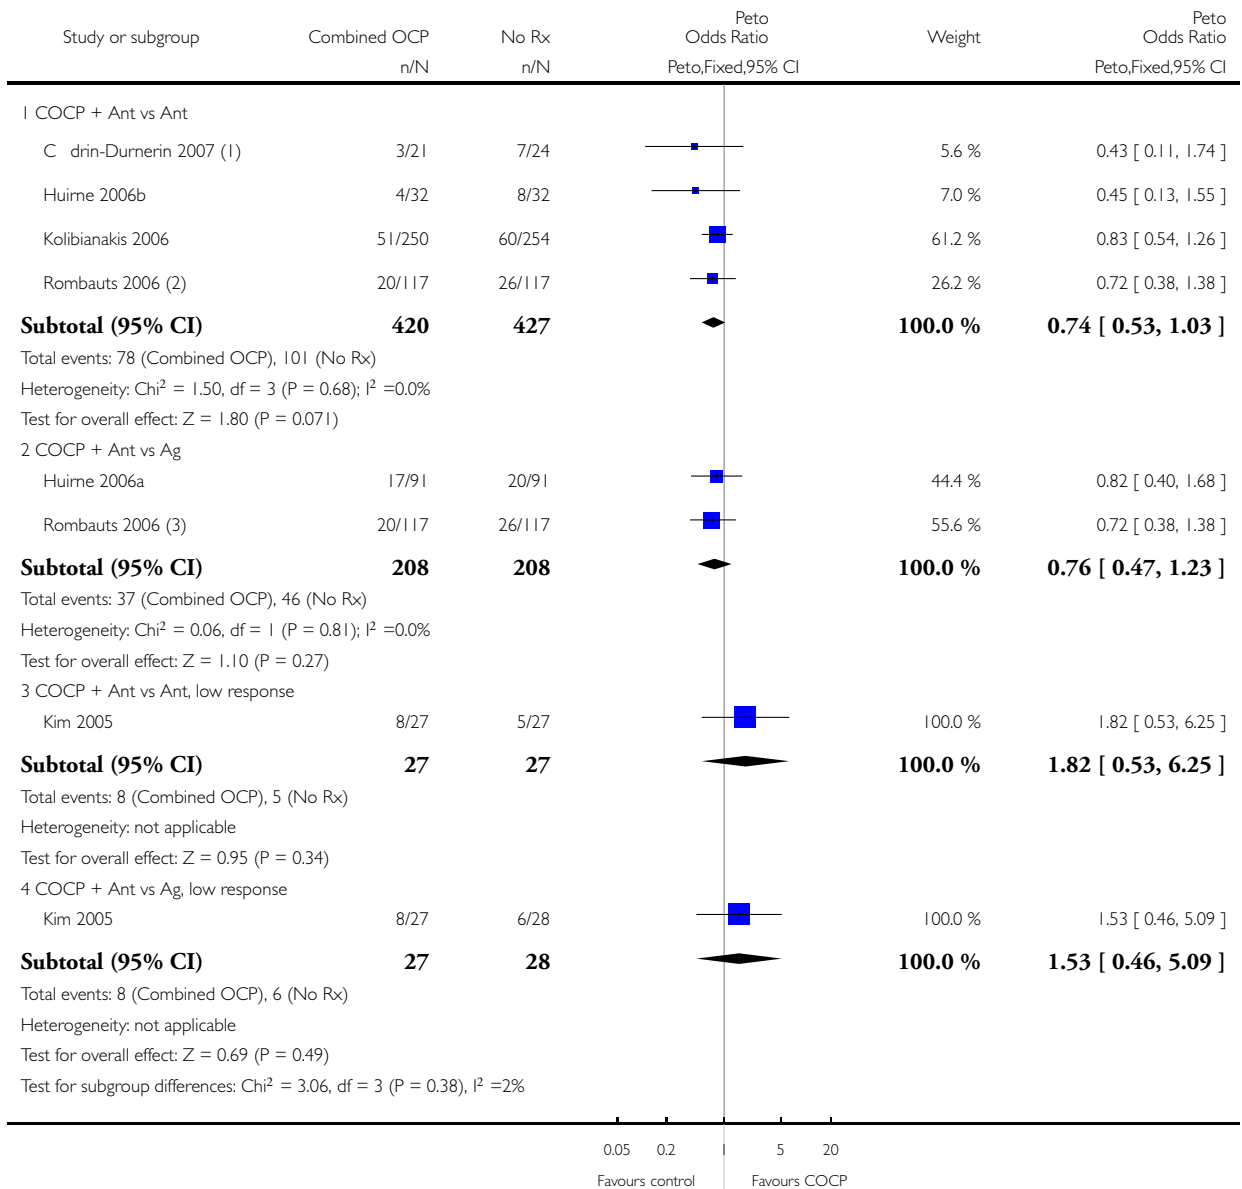 Peto Peto
Study or subgroup Combined OCP No Rx Odds Ratio Weight Odds Ratio
n/N n/N Peto,Fixed,95% CI Peto,Fixed,95% CI
1 COCP + Ant vs Ant
C drin-Durnerin 2007 (1) 3/21 7/24 5.6 % 0.43 [ 0.11, 1.74 ]
Huirne 2006b 4/32 8/32 7.0 % 0.45 [ 0.13, 1.55 ]
Kolibianakis 2006 51/250 60/254 61.2 % 0.83 [ 0.54, 1.26 ]
Rombauts 2006 (2) 20/117 26/117 26.2 % 0.72 [ 0.38, 1.38 ]
Subtotal (95% CI) 420 427 100.0 % 0.74 [ 0.53, 1.03 ]
Total events: 78 (Combined OCP), 101 (No Rx)
Heterogeneity: Chi² = 1.50, df = 3 (P = 0.68); I² =0.0%
Test for overall effect: Z = 1.80 (P = 0.071)
2 COCP + Ant vs Ag
Huirne 2006a 17/91 20/91 44.4 % 0.82 [ 0.40, 1.68 ]
Rombauts 2006 (3) 20/117 26/117 55.6 % 0.72 [ 0.38, 1.38 ]
Subtotal (95% CI) 208 208 100.0 % 0.76 [ 0.47, 1.23 ]
Total events: 37 (Combined OCP), 46 (No Rx)
Heterogeneity: Chi² = 0.06, df = 1 (P = 0.81); I² =0.0%
Test for overall effect: Z = 1.10 (P = 0.27)
3 COCP + Ant vs Ant, low response
Kim 2005 8/27 5/27 100.0 % 1.82 [ 0.53, 6.25 ]
Subtotal (95% CI) 27 27 100.0 % 1.82 [ 0.53, 6.25 ]
Total events: 8 (Combined OCP), 5 (No Rx)
Heterogeneity: not applicable
Test for overall effect: Z = 0.95 (P = 0.34)
4 COCP + Ant vs Ag, low response
Kim 2005 8/27 6/28 100.0 % 1.53 [ 0.46, 5.09 ]
Subtotal (95% CI) 27 28 100.0 % 1.53 [ 0.46, 5.09 ]
Total events: 8 (Combined OCP), 6 (No Rx)
Heterogeneity: not applicable
Test for overall effect: Z = 0.69 (P = 0.49)
Test for subgroup differences: Chi² = 3.06, df = 3 (P = 0.38), I² =2%
0.05 0.2 1 5 20
Favours control Favours COCP